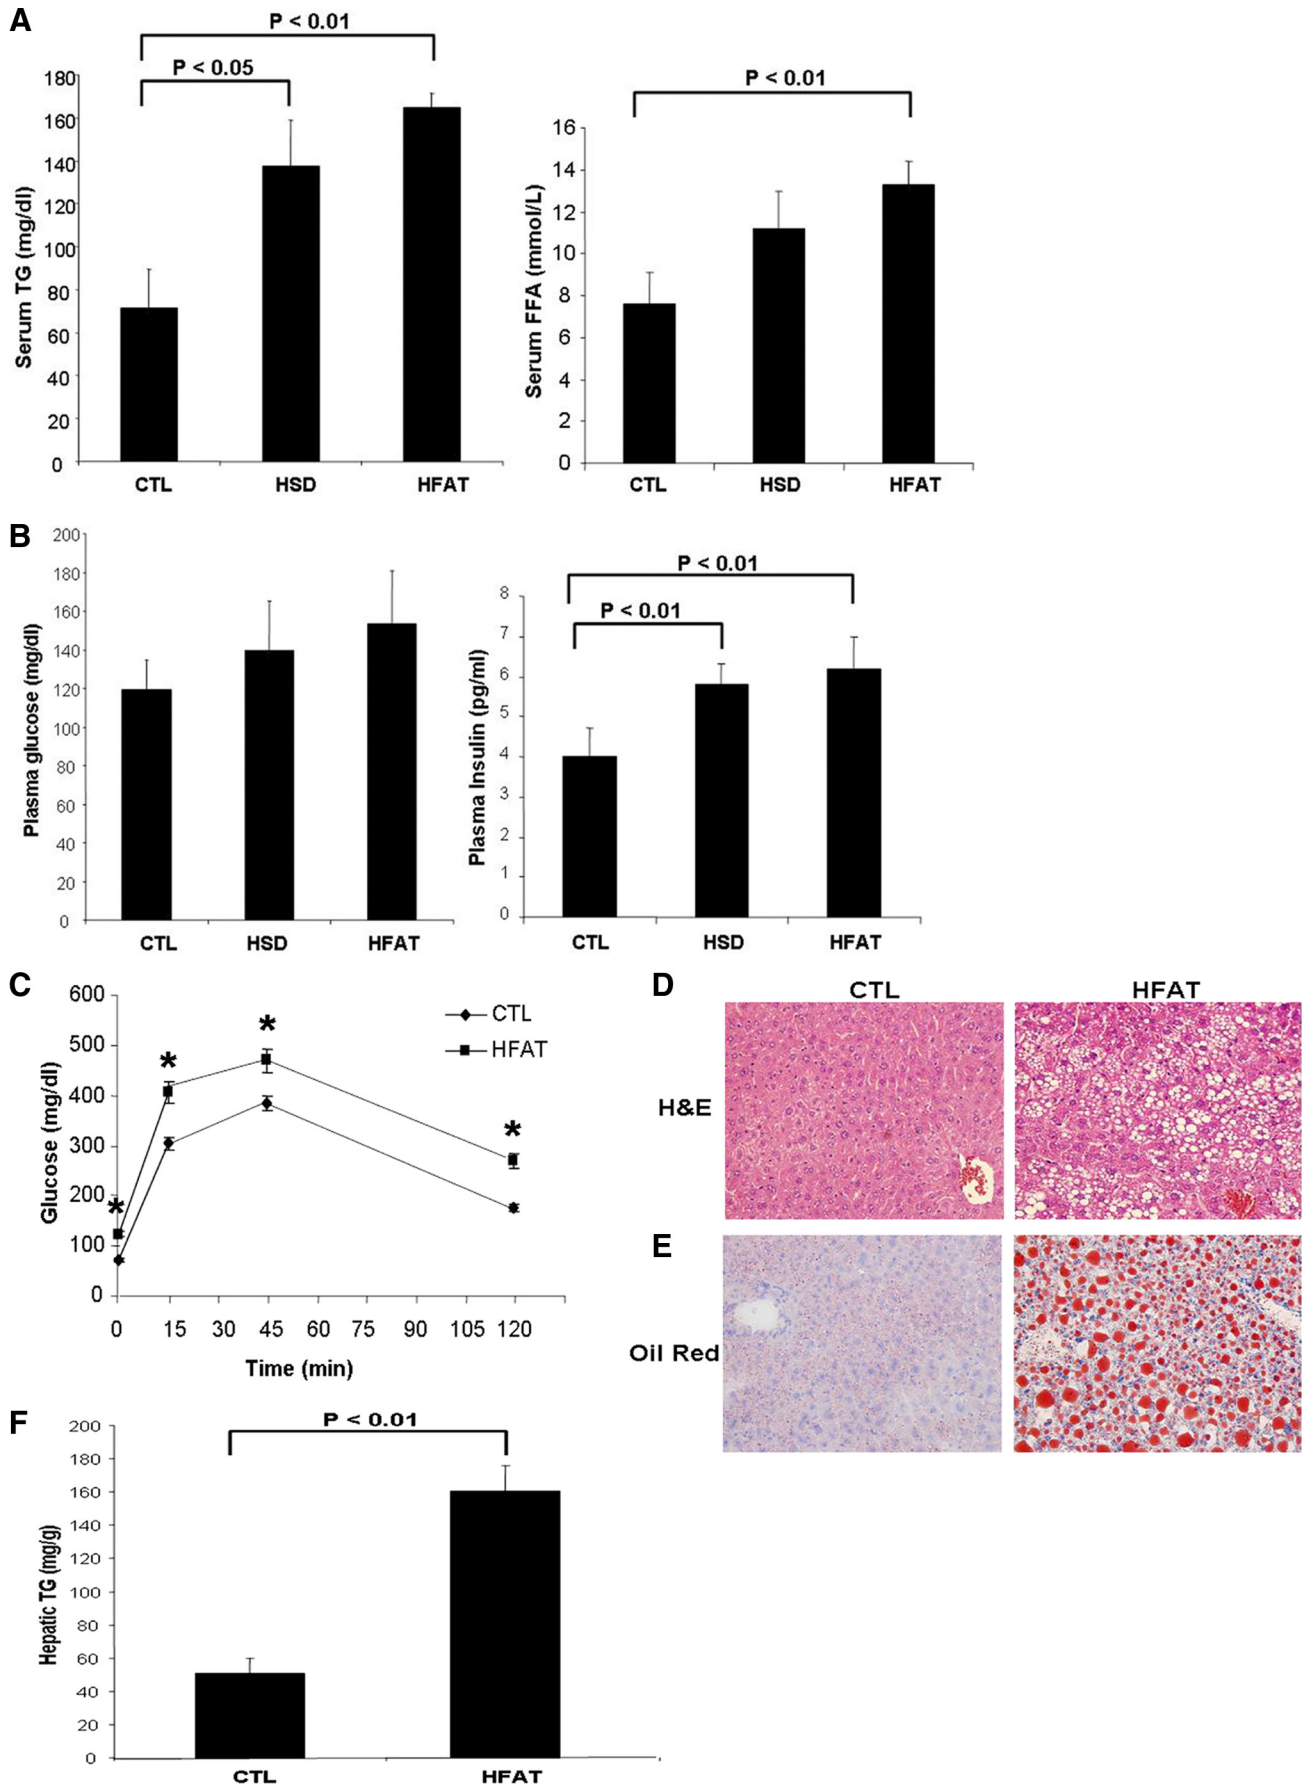 A
P < 0.01
P < 0.05
Serum TG (mg/dl)
180
160
140
120
100
80
60
40
20
0
CTL HSD HFAT
P < 0.01
Serum FFA (mmol/L)
16
14
12
10
8
6
4
2
0
CTL HSD HFAT
B
Plasma glucose (mg/dl)
200
180
160
140
120
100
80
60
40
20
0
CTL HSD HFAT
P < 0.01
P < 0.01
Plasma Insulin (pg/ml)
8
7
6
5
4
3
2
1
0
CTL HSD HFAT
C
Glucose (mg/dl)
600
500
400
300
200
100
0
* * * *
CTL
HFAT
0 15 30 45 60 75 90 105 120
Time (min)
D
CTL HFAT
H&E
E
Oil Red
F
P < 0.01
Hepatic TG (mg/g)
200
180
160
140
120
100
80
60
40
20
0
CTL HFAT